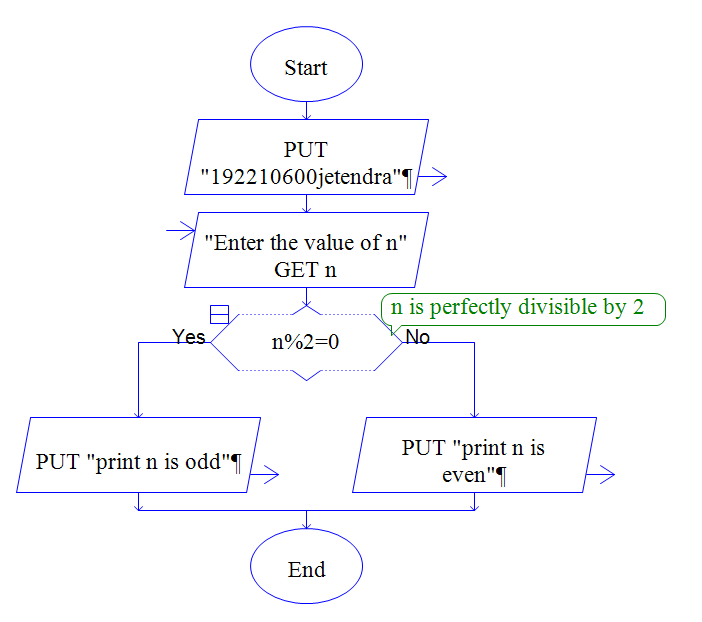 Start
PUT
"192210600jetendra"¶
"Enter the value of n"
GET n
n is perfectly divisible by 2
Yes
n%2=0
No
PUT "print n is odd"¶
PUT "print n is
even"¶
End